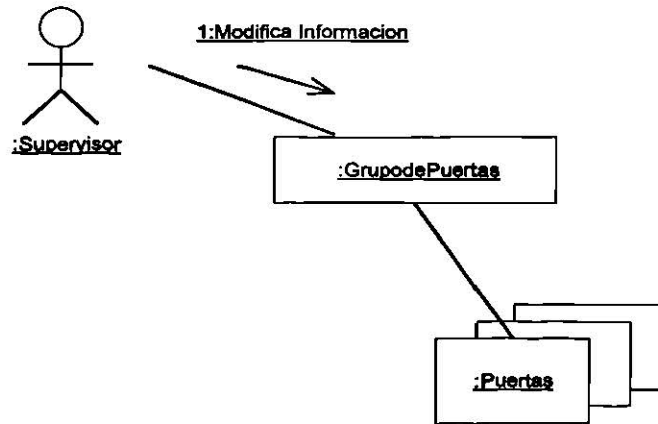 1:Modifica Informacion
:Supervisor
:GrupodePuertas
:Puertas